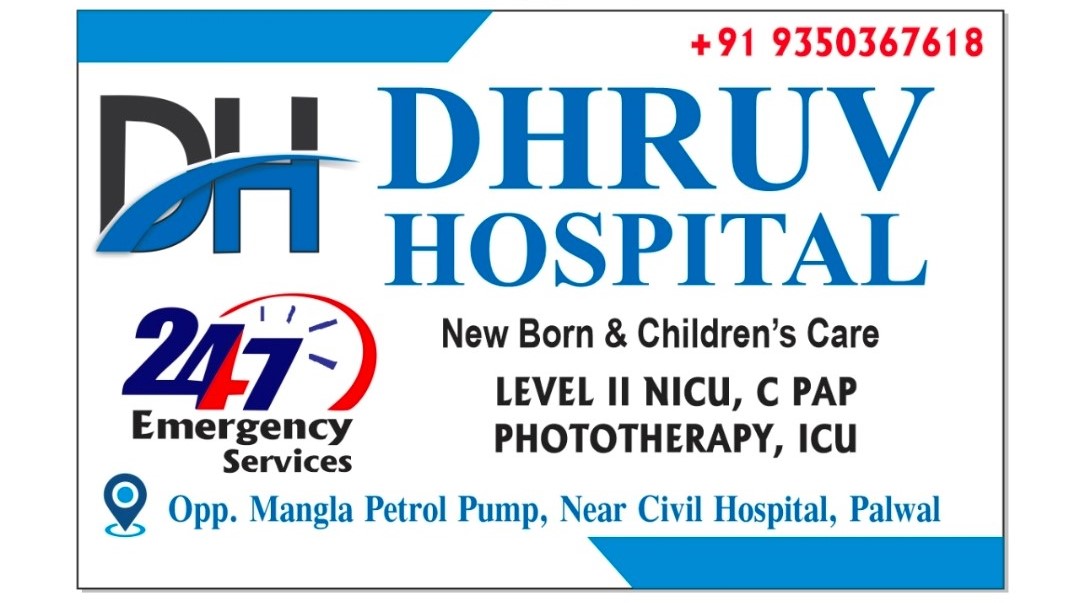 +91 9350367618
DH
DHRUV
HOSPITAL
24*7
Emergency
Services
New Born & Children's Care
LEVEL II NICU, C PAP
PHOTOTHERAPY, ICU
Opp. Mangla Petrol Pump, Near Civil Hospital, Palwal